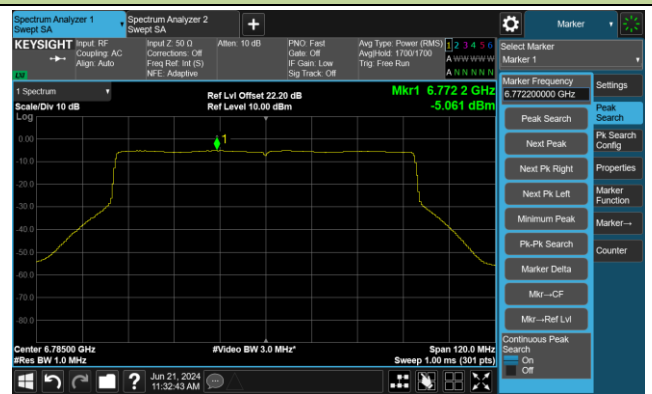 Spectrum Analyzer 1
Swept SA
Spectrum Analyzer 2
Swept SA
Marker
KEYSIGHT
Input: RF
Coupling: AC
Align: Auto
Input Z: 50 Ω
Corrections: Off
Freq Ref: Int (S)
NFE: Adaptive
Atten: 10 dB
PNO: Fast
Gate: Off
IF Gain: Low
Sig Track: Off
Avg Type: Power (RMS)
Avg|Hold: 1700/1700
Trig: Free Run
1 2 3 4 5 6
A W W W W W
A N N N N N
LW
Select Marker
Marker 1
1 Spectrum
Scale/Div 10 dB
Ref Lvl Offset 22.20 dB
Ref Level 10.00 dBm
Mkr1 6.772 2 GHz
-5.061 dBm
Log
0.00
-10.0
-20.0
-30.0
-40.0
-50.0
-60.0
-70.0
-80.0
1
Center 6.78500 GHz
#Res BW 1.0 MHz
#Video BW 3.0 MHz*
Span 120.0 MHz
Sweep 1.00 ms (301 pts)
Marker Frequency
6.772200000 GHz
Peak Search
Next Peak
Next Pk Right
Next Pk Left
Minimum Peak
Pk-Pk Search
Marker Delta
Mkr→CF
Mkr→Ref Lvl
Continuous Peak
Search
On
Off
Settings
Peak
Search
Pk Search
Config
Properties
Marker
Function
Marker→
Counter
?
Jun 21, 2024
11:32:43 AM